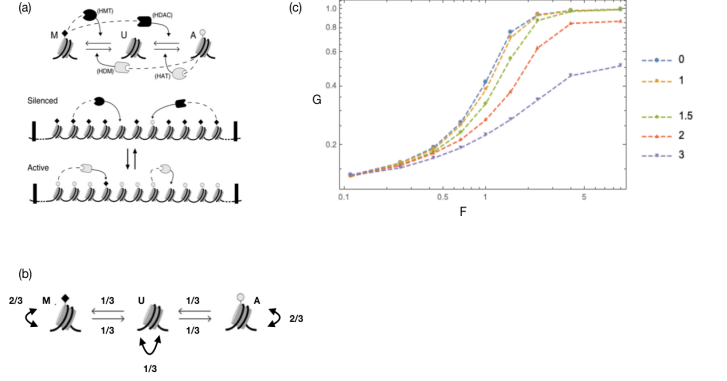 (a)
(HMT)
(HDAC)
M
U
A
(HDM)
(HAT)
Silenced
Active
(b)
2/3
M
1/3
U
1/3
A
1/3
1/3
2/3
1/3
(c)
1.0
0.8
0.6
0.4
0.2
G
0.1
0.5
1
5
F
0
1
1.5
2
3